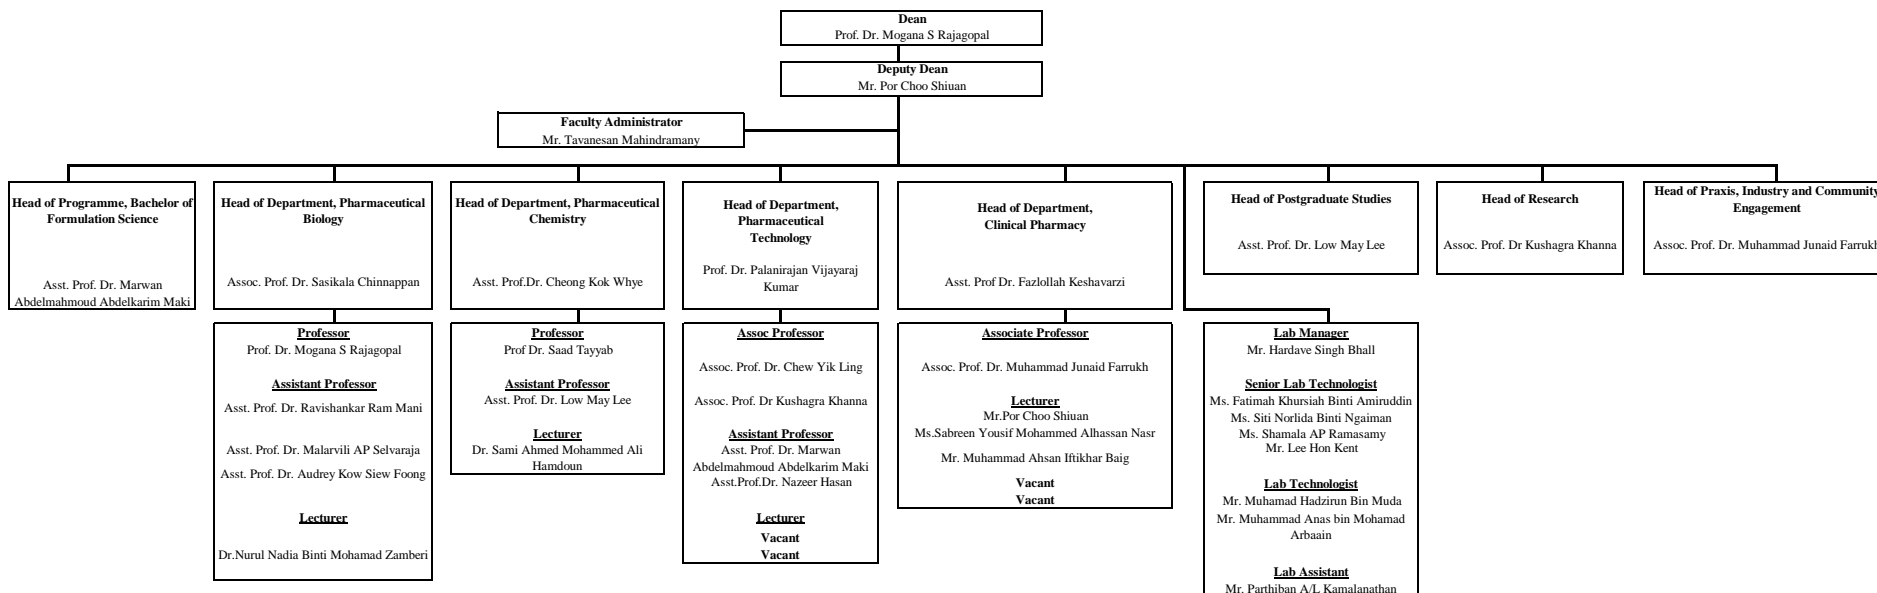 Dean
Prof. Dr. Mogana S Rajagopal
Deputy Dean
Mr. Por Choo Shiuan
Faculty Administrator
Mr. Tavanesan Mahindramany
Head of Programme, Bachelor of
Formulation Science
Asst. Prof. Dr. Marwan
Abdelmahmoud Abdelkarim Maki
Head of Department, Pharmaceutical
Biology
Assoc. Prof. Dr. Sasikala Chinnappan
Head of Department, Pharmaceutical
Chemistry
Asst. Prof.Dr. Cheong Kok Whye
Head of Department,
Pharmaceutical
Technology
Prof. Dr. Palanirajan Vijayaraj
Kumar
Head of Department,
Clinical Pharmacy
Asst. Prof Dr. Fazlollah Keshavarzi
Head of Postgraduate Studies
Asst. Prof. Dr. Low May Lee
Head of Research
Assoc. Prof. Dr Kushagra Khanna
Head of Praxis, Industry and Community
Engagement
Assoc. Prof. Dr. Muhammad Junaid Farrukh
Professor
Prof. Dr. Mogana S Rajagopal
Assistant Professor
Asst. Prof. Dr. Ravishankar Ram Mani
Asst. Prof. Dr. Malarvili AP Selvaraja
Asst. Prof. Dr. Audrey Kow Siew Foong
Lecturer
Dr.Nurul Nadia Binti Mohamad Zamberi
Professor
Prof Dr. Saad Tayyab
Assistant Professor
Asst. Prof. Dr. Low May Lee
Lecturer
Dr. Sami Ahmed Mohammed Ali
Hamdoun
Assoc Professor
Assoc. Prof. Dr. Chew Yik Ling
Assoc. Prof. Dr Kushagra Khanna
Assistant Professor
Asst. Prof. Dr. Marwan
Abdelmahmoud Abdelkarim Maki
Asst.Prof.Dr. Nazeer Hasan
Lecturer
Vacant
Vacant
Associate Professor
Assoc. Prof. Dr. Muhammad Junaid Farrukh
Lecturer
Mr.Por Choo Shiuan
Ms.Sabreen Yousif Mohammed Alhassan Nasr
Mr. Muhammad Ahsan Iftikhar Baig
Vacant
Vacant
Lab Manager
Mr. Hardave Singh Bhall
Senior Lab Technologist
Ms. Fatimah Khursiah Binti Amiruddin
Ms. Siti Norlida Binti Ngaiman
Ms. Shamala AP Ramasamy
Mr. Lee Hon Kent
Lab Technologist
Mr. Muhamad Hadzirun Bin Muda
Mr. Muhammad Anas bin Mohamad
Arbaain
Lab Assistant
Mr. Parthiban A/L Kamalanathan